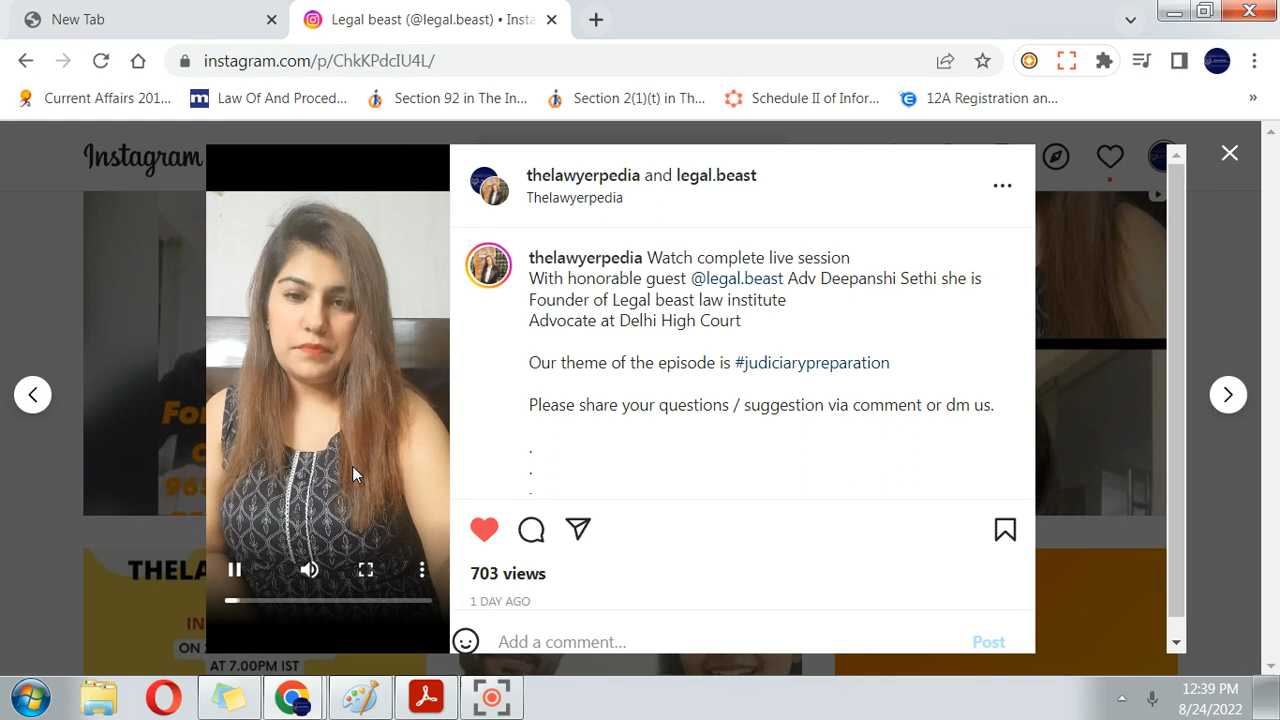 New Tab
Legal beast (@legal.beast) • Insta
instagram.com/p/ChkKPdcIU4L/
Current Affairs 201...
Law Of And Proced...
Section 92 in The In...
Section 2(1)(t) in Th...
Schedule II of Infor...
12A Registration an...
»
Instagram
thelawyerpedia and legal.beast
Thelawyerpedia
thelawyerpedia Watch complete live session
With honorable guest @legal.beast Adv Deepanshi Sethi she is
Founder of Legal beast law institute
Advocate at Delhi High Court
Our theme of the episode is #judiciarypreparation
Please share your questions / suggestion via comment or dm us.
.
.
.
703 views
1 DAY AGO
Add a comment...
Post
THELA
IN
ON
AT 7.00PM IST
12:39 PM
8/24/2022